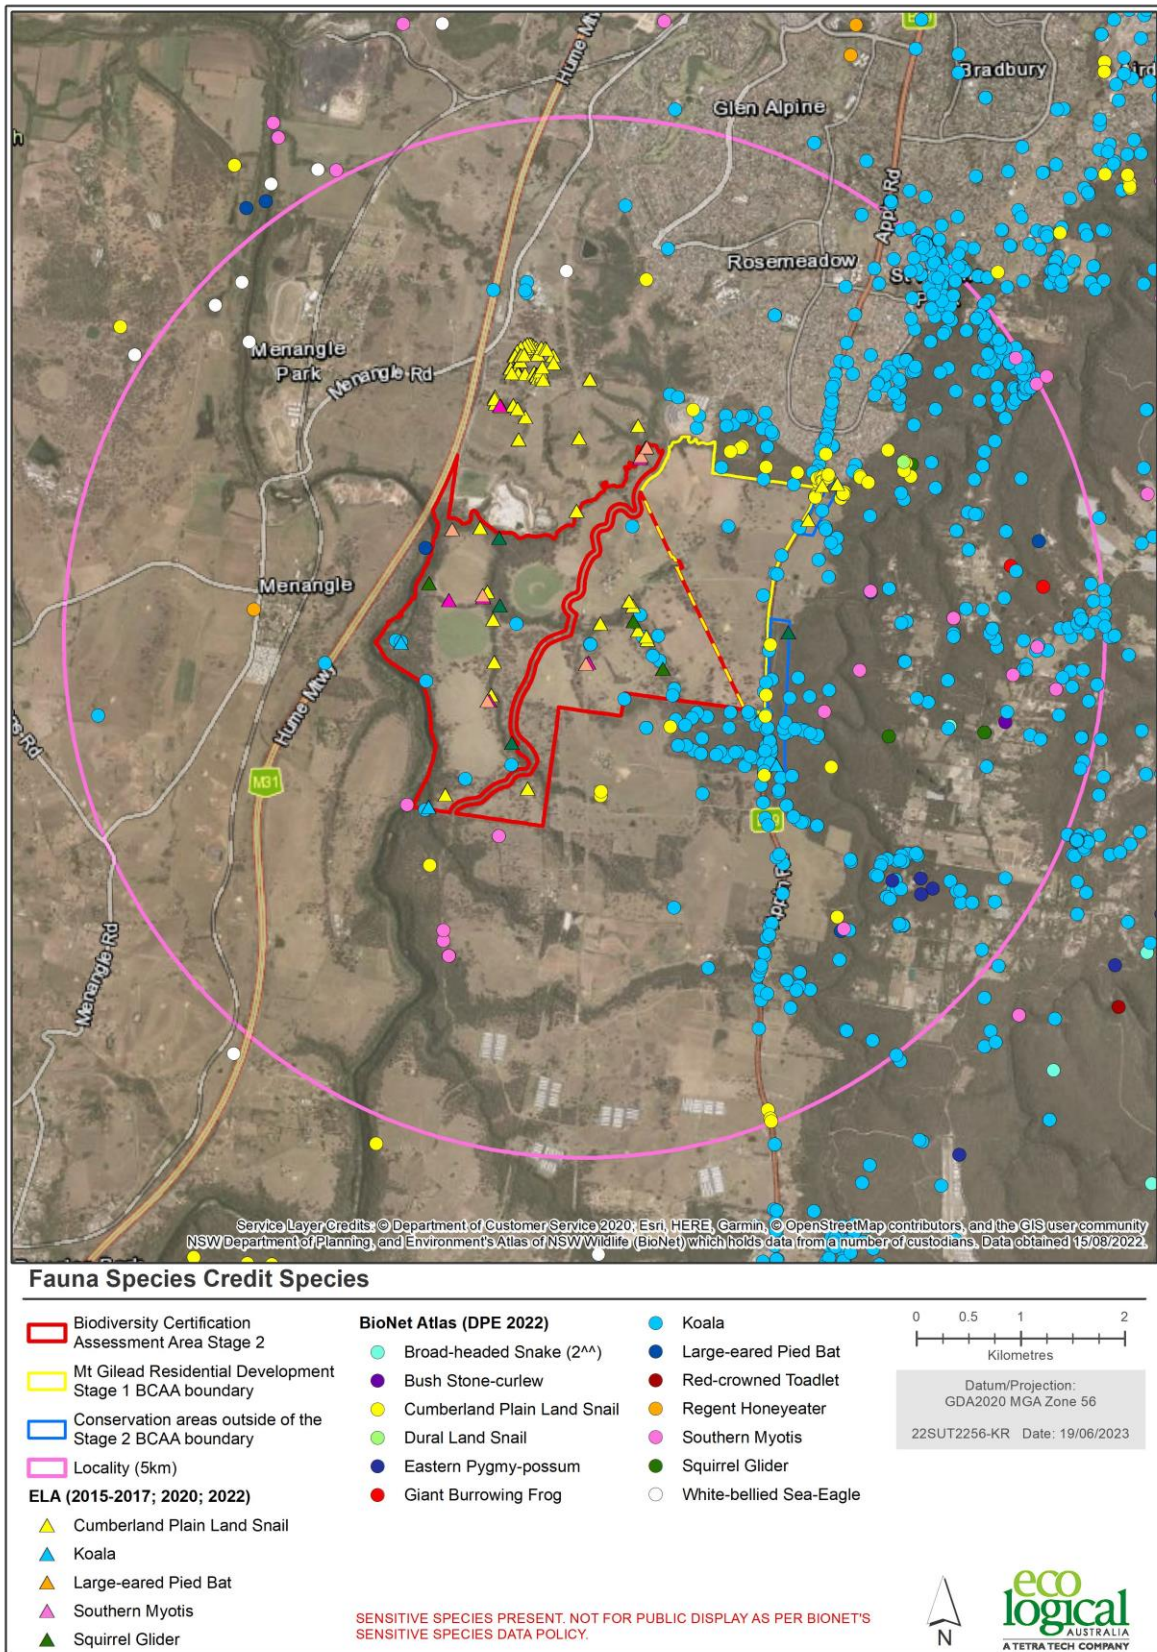 Hume Mtwy
Bradbury
Glen Alpine
Appin Rd
Rosemeadow
Menangle
Park
Menangle Rd
Menangle
Hume Mtwy
M31
Appin Rd
Menangle Rd
Service Layer Credits: © Department of Customer Service 2020, Esri, HERE, Garmin, © OpenStreetMap contributors, and the GIS user community
NSW Department of Planning, and Environment's Atlas of NSW Wildlife (BioNet) which holds data from a number of custodians. Data obtained 15/08/2022.
Fauna Species Credit Species
Biodiversity Certification
Assessment Area Stage 2
Mt Gilead Residential Development
Stage 1 BCAA boundary
Conservation areas outside of the
Stage 2 BCAA boundary
Locality (5km)
ELA (2015-2017; 2020; 2022)
Cumberland Plain Land Snail
Koala
Large-eared Pied Bat
Southern Myotis
Squirrel Glider
BioNet Atlas (DPE 2022)
Broad-headed Snake (2^^)
Bush Stone-curlew
Cumberland Plain Land Snail
Dural Land Snail
Eastern Pygmy-possum
Giant Burrowing Frog
Koala
Large-eared Pied Bat
Red-crowned Toadlet
Regent Honeyeater
Southern Myotis
Squirrel Glider
White-bellied Sea-Eagle
0 0.5 1 2
Kilometres
Datum/Projection:
GDA2020 MGA Zone 56
22SUT2256-KR Date: 19/06/2023
SENSITIVE SPECIES PRESENT. NOT FOR PUBLIC DISPLAY AS PER BIONET'S
SENSITIVE SPECIES DATA POLICY.
N
eco
logical
AUSTRALIA
A TETRA TECH COMPANY